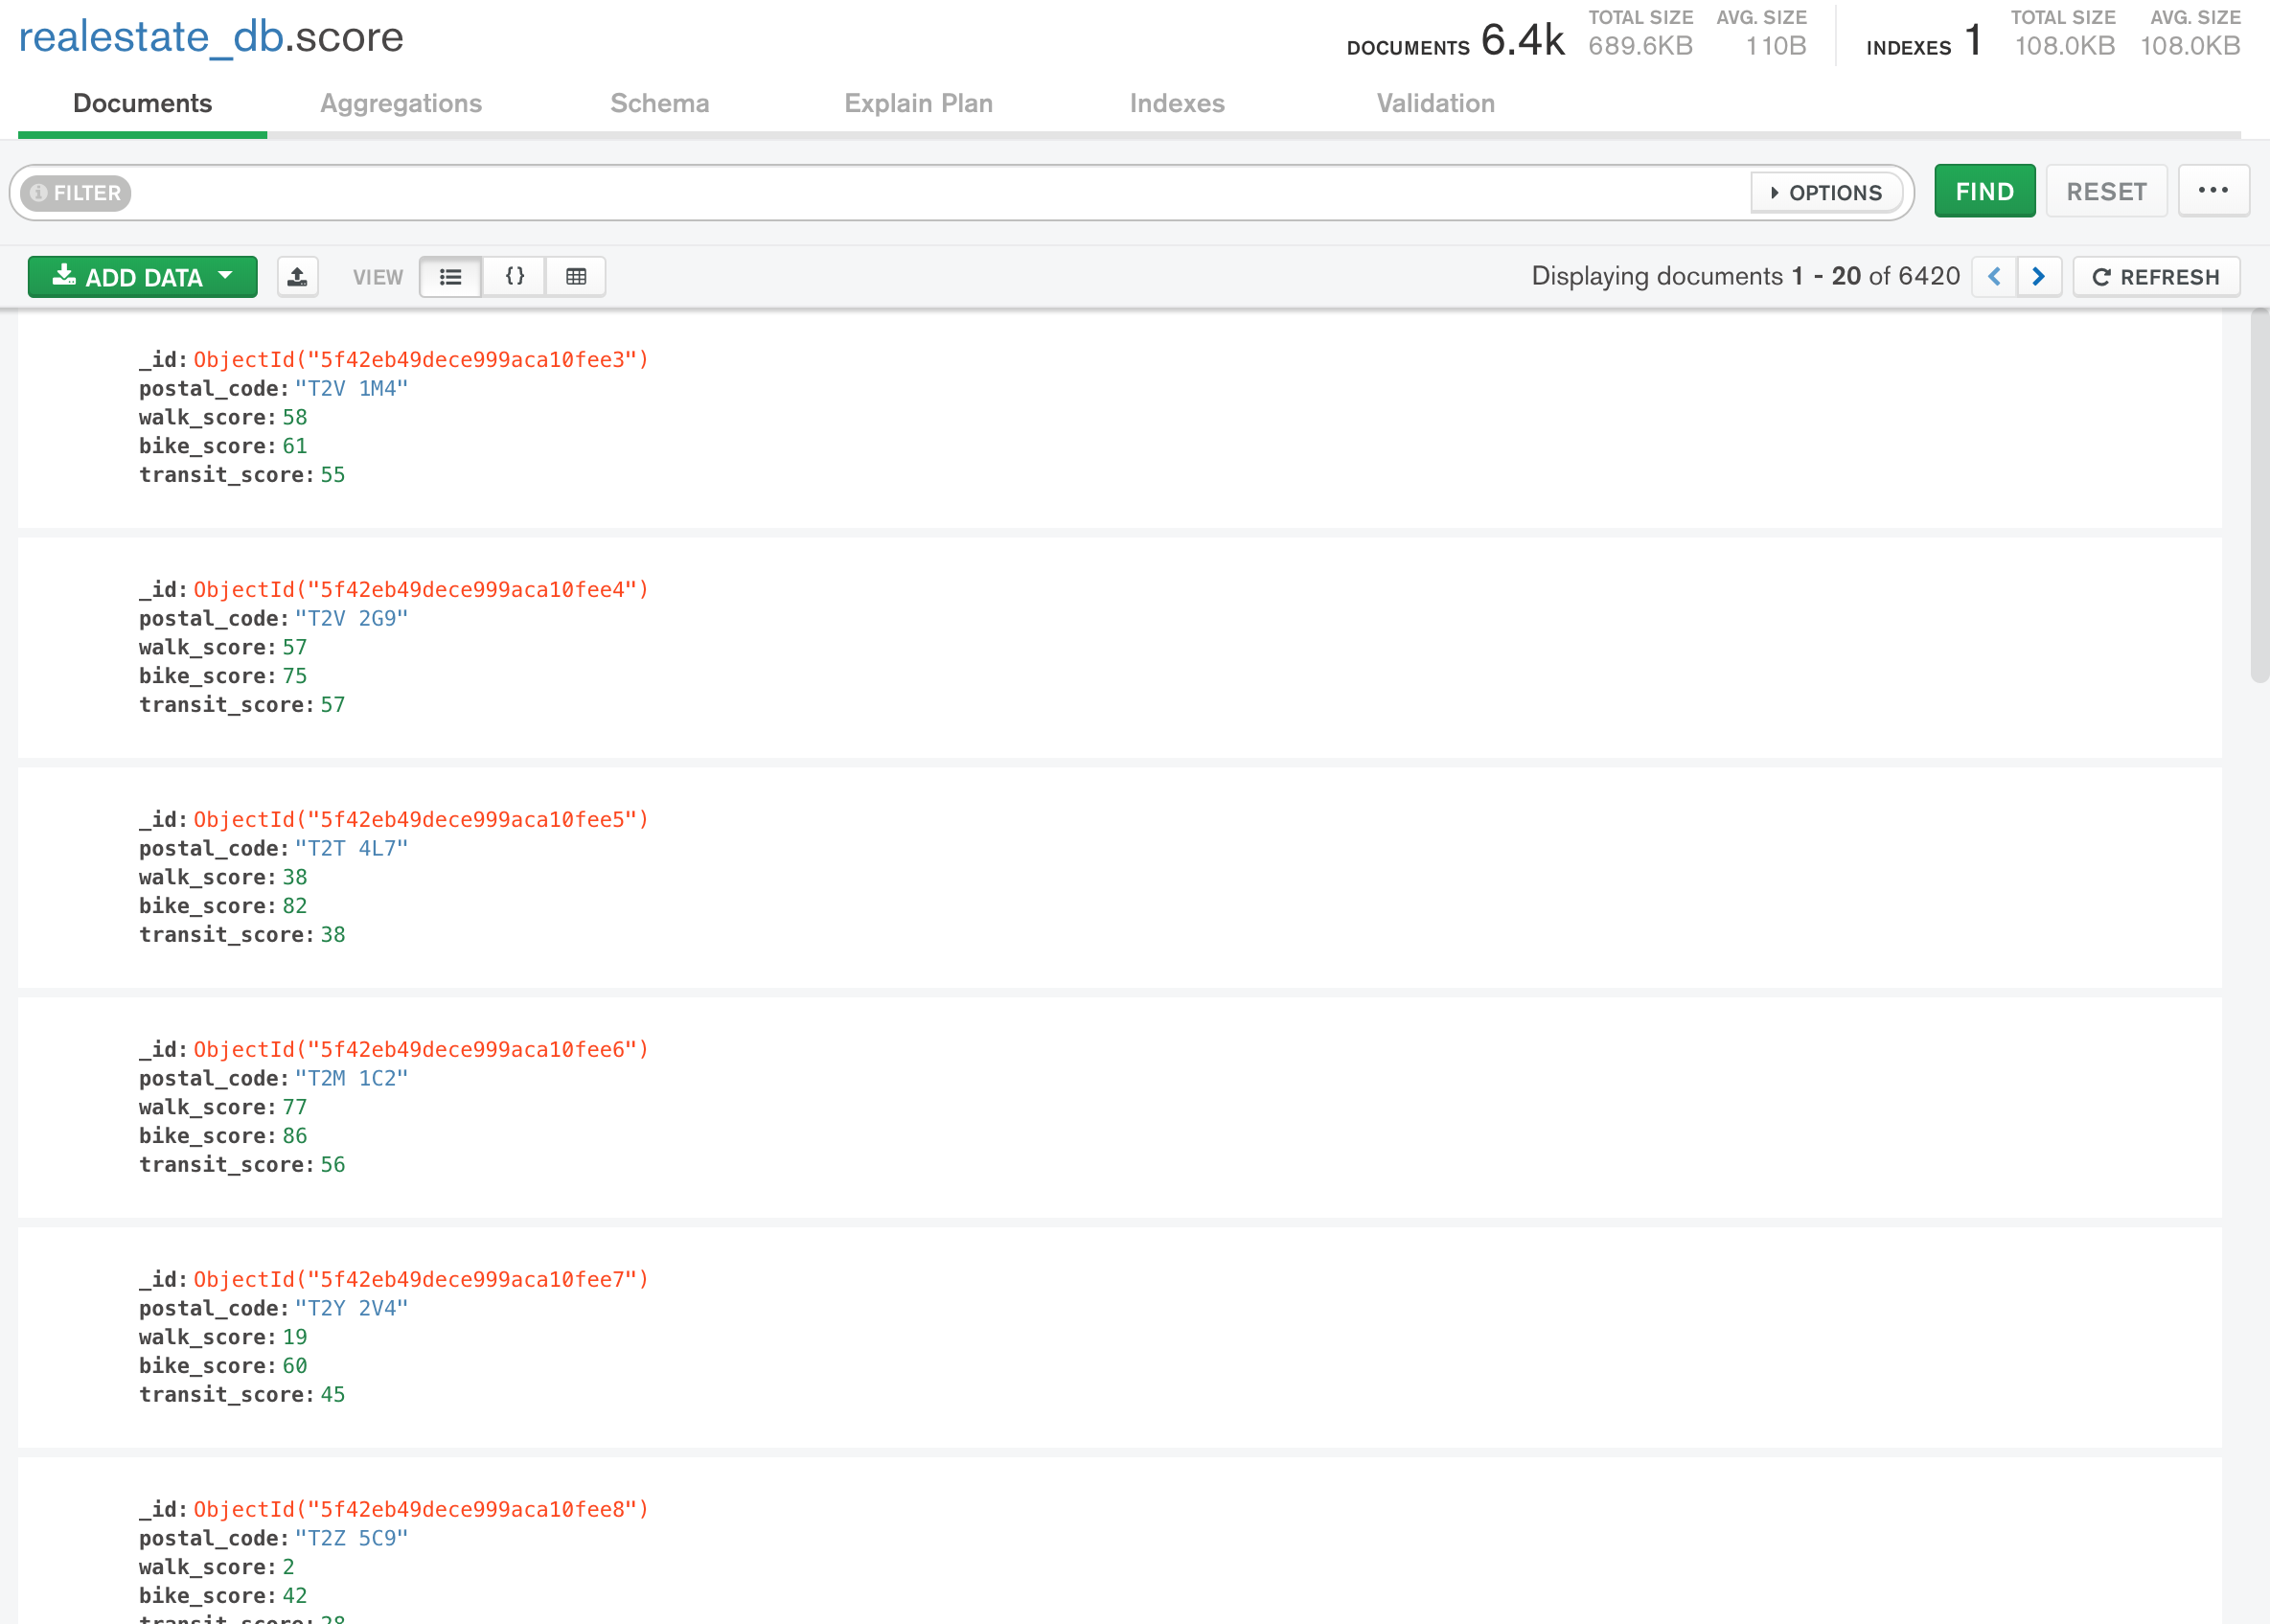 realestate_db.score
DOCUMENTS 6.4k TOTAL SIZE 689.6KB AVG. SIZE 110B INDEXES 1 TOTAL SIZE 108.0KB AVG. SIZE 108.0KB
Documents Aggregations Schema Explain Plan Indexes Validation
FILTER OPTIONS FIND RESET ...
ADD DATA VIEW {} Displaying documents 1 - 20 of 6420 REFRESH
_id: ObjectId("5f42eb49dece999aca10fee3")
postal_code: "T2V 1M4"
walk_score: 58
bike_score: 61
transit_score: 55
_id: ObjectId("5f42eb49dece999aca10fee4")
postal_code: "T2V 2G9"
walk_score: 57
bike_score: 75
transit_score: 57
_id: ObjectId("5f42eb49dece999aca10fee5")
postal_code: "T2T 4L7"
walk_score: 38
bike_score: 82
transit_score: 38
_id: ObjectId("5f42eb49dece999aca10fee6")
postal_code: "T2M 1C2"
walk_score: 77
bike_score: 86
transit_score: 56
_id: ObjectId("5f42eb49dece999aca10fee7")
postal_code: "T2Y 2V4"
walk_score: 19
bike_score: 60
transit_score: 45
_id: ObjectId("5f42eb49dece999aca10fee8")
postal_code: "T2Z 5C9"
walk_score: 2
bike_score: 42
transit_score: 28